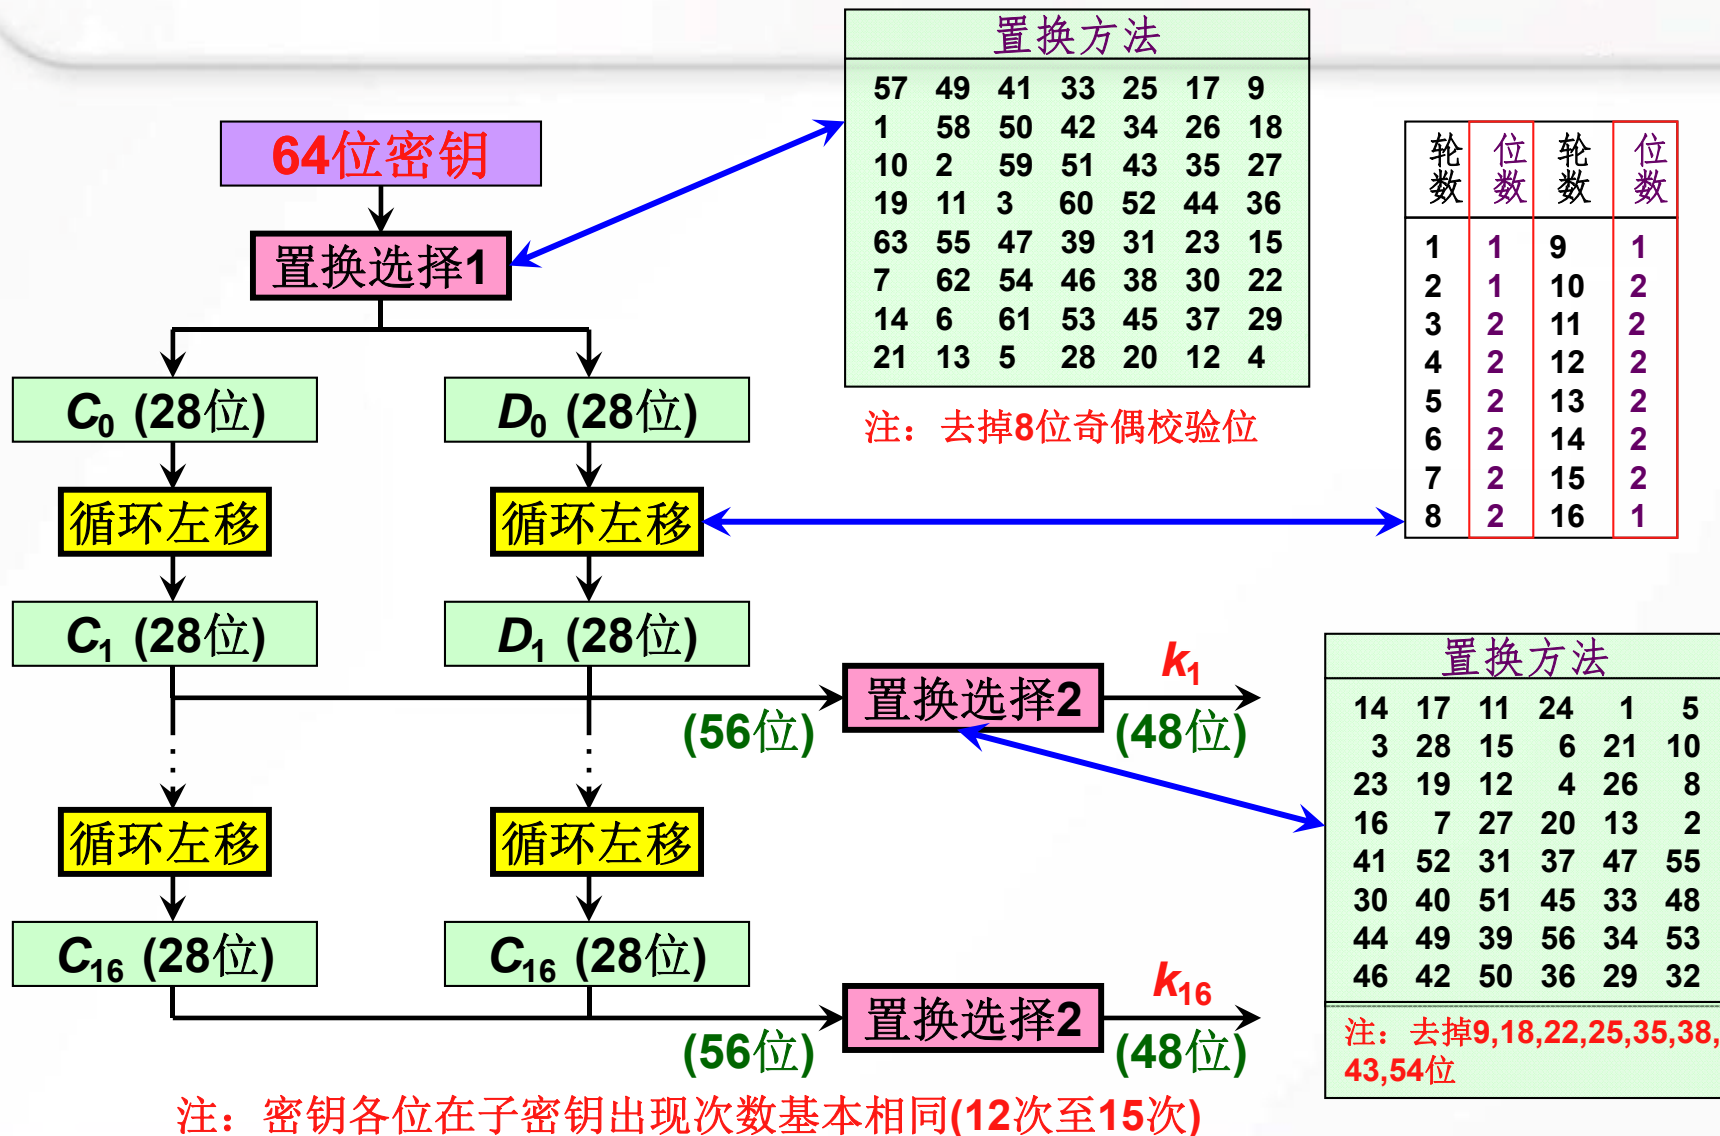 置换方法
57 49 41 33 25 17 9
1 58 50 42 34 26 18
10 2 59 51 43 35 27
19 11 3 60 52 44 36
63 55 47 39 31 23 15
7 62 54 46 38 30 22
14 6 61 53 45 37 29
21 13 5 28 20 12 4
注：去掉8位奇偶校验位
64位密钥
置换选择1
C0 (28位)
D0 (28位)
循环左移
循环左移
C1 (28位)
D1 (28位)
轮数 位数 轮数 位数
1 1 9 1
2 1 10 2
3 2 11 2
4 2 12 2
5 2 13 2
6 2 14 2
7 2 15 2
8 2 16 1
置换选择2
k1
(56位)
(48位)
循环左移
循环左移
C16 (28位)
C16 (28位)
置换选择2
k16
(56位)
(48位)
置换方法
14 17 11 24 1 5
3 28 15 6 21 10
23 19 12 4 26 8
16 7 27 20 13 2
41 52 31 37 47 55
30 40 51 45 33 48
44 49 39 56 34 53
46 42 50 36 29 32
注：去掉9,18,22,25,35,38,
43,54位
注：密钥各位在子密钥出现次数基本相同(12次至15次)